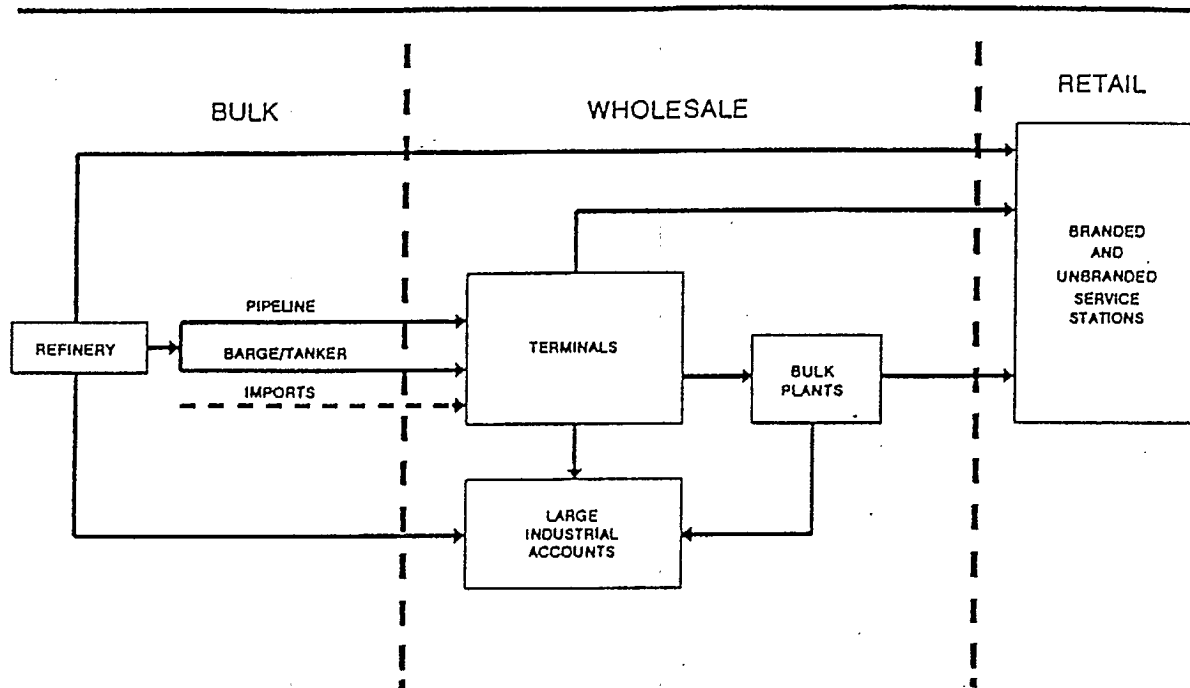 BULK
WHOLESALE
RETAIL
PIPELINE
REFINERY
BARGE/TANKER
IMPORTS
TERMINALS
BULK
PLANTS
BRANDED
AND
UNBRANDED
SERVICE
STATIONS
LARGE
INDUSTRIAL
ACCOUNTS